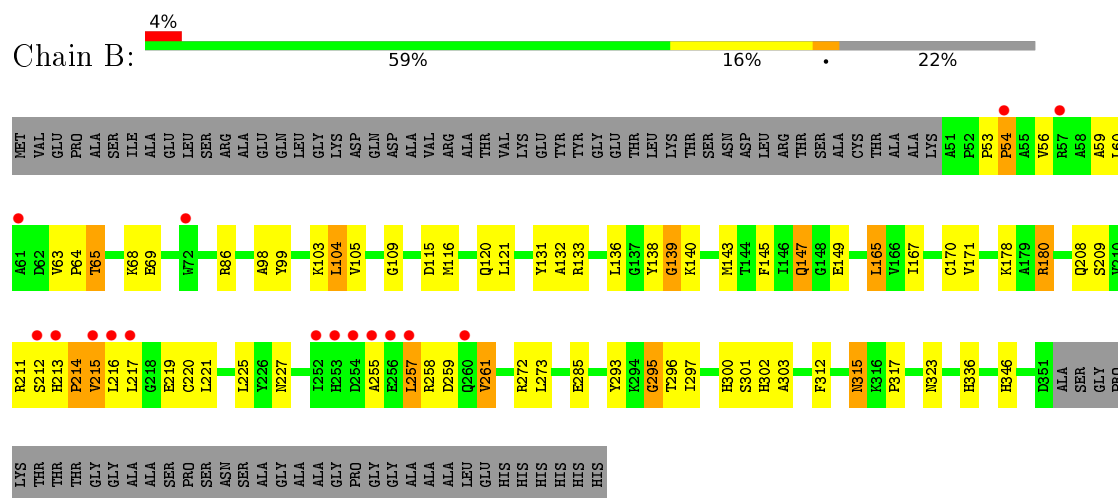 4%
Chain B:
59% 16% • 22%
MET VAL GLU PRO ALA SER ILE ALA GLU LEU SER ARG ALA GLU GLN LEU GLY LYS ASP GLN ASP ALA VAL ARG ALA THR VAL LYS GLU TYR TYR GLY GLU THR LEU LYS THR SER ASN ASP LEU ARG THR SER ALA CYS THR ALA ALA LYS A51 P52 P53 P54 A55 V56 R57 A58 A59 L60
A61 D62 V63 P64 T65 K68 E69 W72 R86 A98 Y99 K103 L104 V105 G109 D115 M116 Q120 L121 Y131 A132 R133 L136 G137 Y138 G139 K140 M143 T144 F145 I146 Q147 G148 E149 L165 V166 I167 C170 V171 K178 A179 R180 Q208 S209 V210
R211 S212 H213 P214 V215 L216 L217 G218 E219 C220 L221 L225 Y226 N227 I252 H253 D254 A255 E256 L257 R258 D259 Q260 V261 R272 L273 E285 Y293 K294 G295 T296 I297 H300 S301 H302 A303 F312 N315 K316 P317 N323 H336 H346 D351 ALA SER GLY PRO
LYS THR THR THR GLY GLY ALA ALA SER PRO SER ASN SER ALA GLY ALA ALA GLY PRO GLY GLY ALA ALA ALA LEU GLU HIS HIS HIS HIS HIS HIS